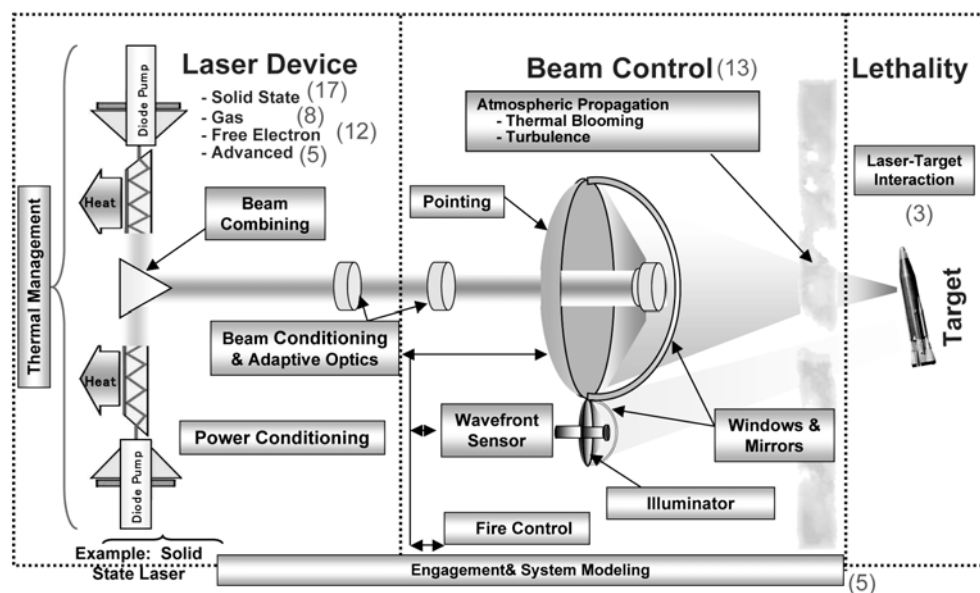 Laser Device
- Solid State (17)
- Gas (8)
- Free Electron (12)
- Advanced (5)
Diode Pump
Heat
Thermal Management
Beam
Combining
Beam Conditioning
& Adaptive Optics
Heat
Power Conditioning
Diode Pump
Example: Solid
State Laser
Beam Control (13)
Atmospheric Propagation
- Thermal Blooming
- Turbulence
Pointing
Wavefront
Sensor
Windows &
Mirrors
Illuminator
Fire Control
Lethality
Laser-Target
Interaction
(3)
Target
Engagement& System Modeling
(5)